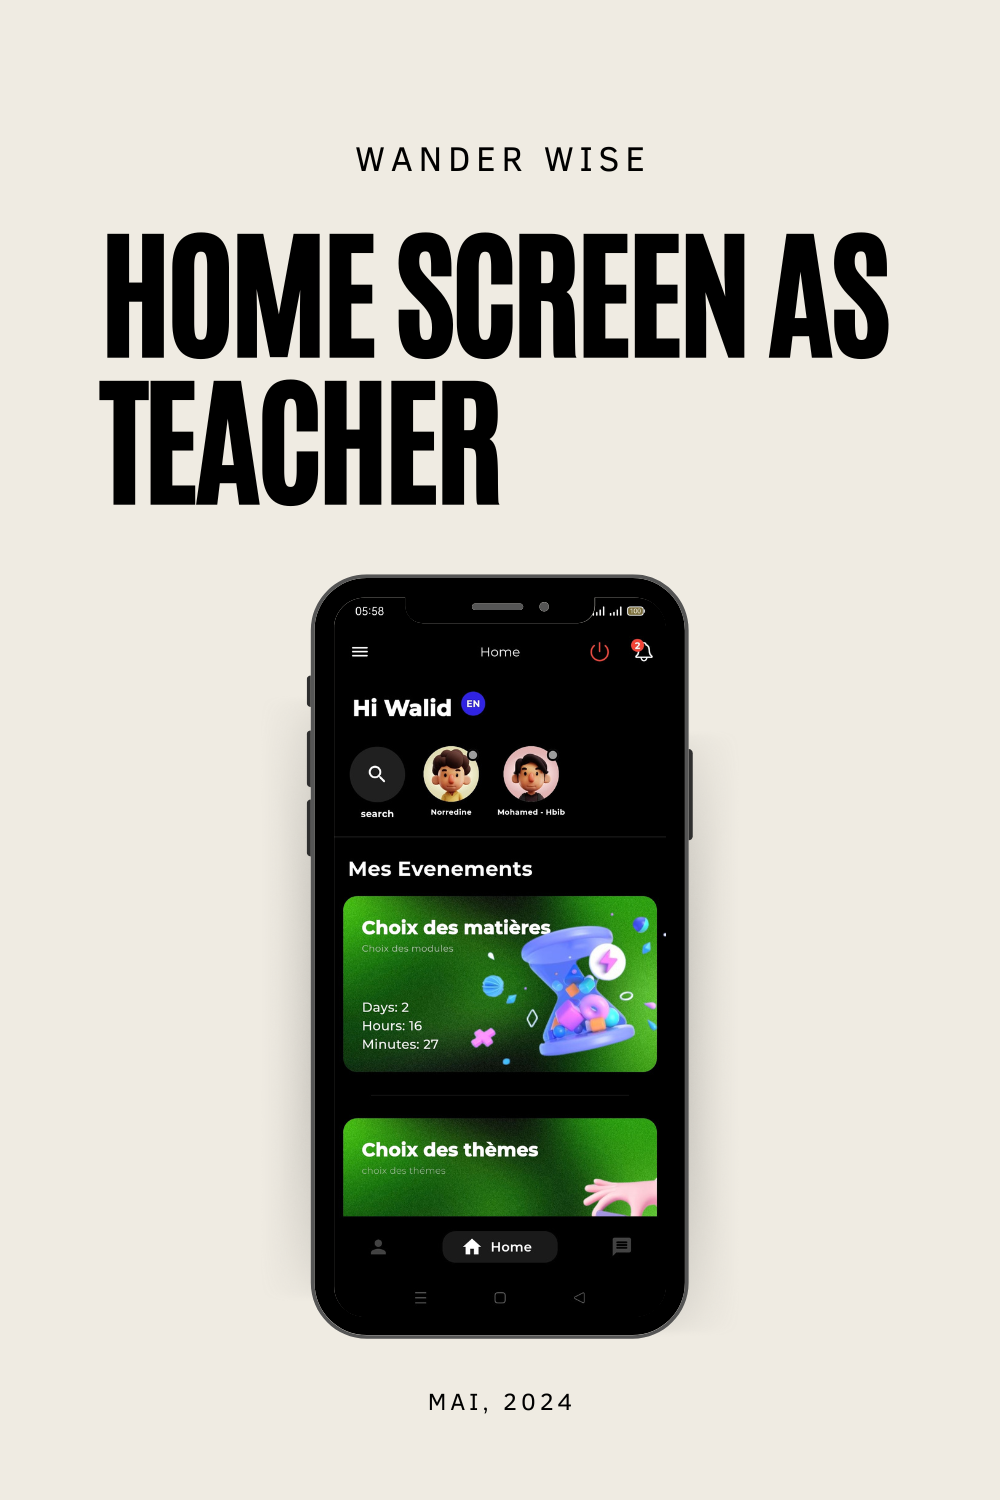 WANDER WISE
HOME SCREEN AS
TEACHER
05:58
100
Home
2
Hi Walid
EN
search
Norredine
Mohamed - Hbib
Mes Evenements
Choix des matières
Choix des modules
Days: 2
Hours: 16
Minutes: 27
Choix des thèmes
choix des thémes
Home
MAI, 2024